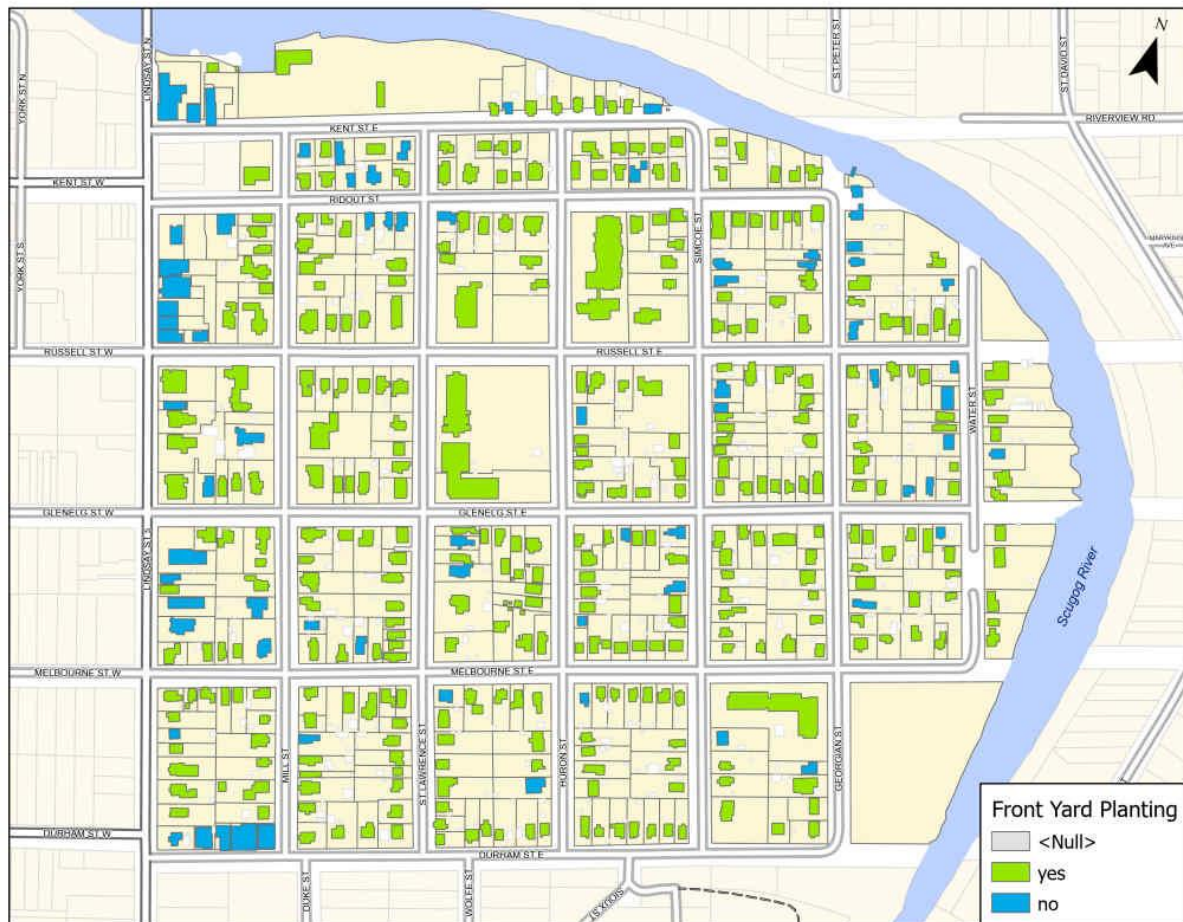 N
YORK ST N
LINDSAY ST N
ST PETER ST
ST DAVID ST
RIVERVIEW RD
KENT ST E
KENT ST W
RIDOUT ST
YORK ST S
SIMCOE ST
RUSSELL ST W
RUSSELL ST E
WATER ST
GLENELG ST W
GLENELG ST E
LINDSAY ST S
Scugog River
MELBOURNE ST W
MELBOURNE ST E
MILL ST
ST LAWRENCE ST
HURON ST
GEORGIAN ST
DURHAM ST W
DURHAM ST E
DUKE ST
WOLFE ST
SIOUX ST
Front Yard Planting
<Null>
yes
no